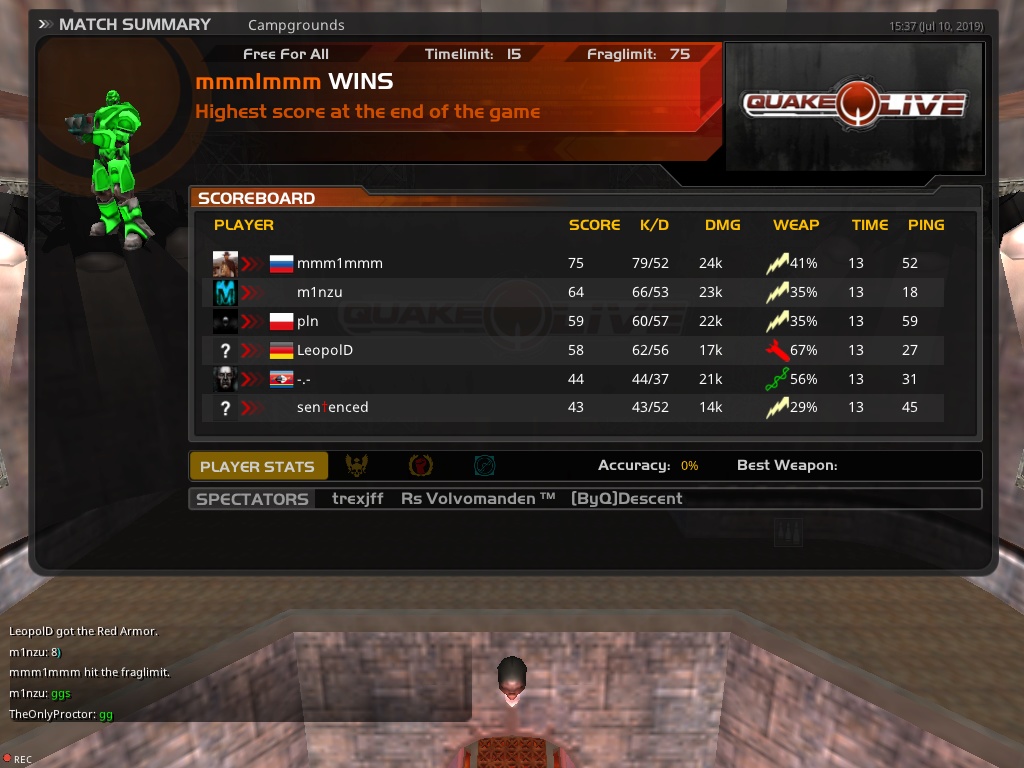 MATCH SUMMARY Campgrounds 15:37 (Jul 10, 2019)
Free For All Timelimit: 15 Fraglimit: 75
mmm1mmm WINS
Highest score at the end of the game
QUAKE LIVE
SCOREBOARD
PLAYER SCORE K/D DMG WEAP TIME PING
mmm1mmm 75 79/52 24k 41% 13 52
m1nzu 64 66/53 23k 35% 13 18
pln 59 60/57 22k 35% 13 59
? LeopolD 58 62/56 17k 67% 13 27
-.- 44 44/37 21k 56% 13 31
? sen†enced 43 43/52 14k 29% 13 45
QUAKE LIVE
PLAYER STATS Accuracy: 0% Best Weapon:
SPECTATORS trexjff Rs Volvomanden ™ [ByQ]Descent
LeopolD got the Red Armor.
m1nzu: 8)
mmm1mmm hit the fraglimit.
m1nzu: ggs
TheOnlyProctor: gg
REC